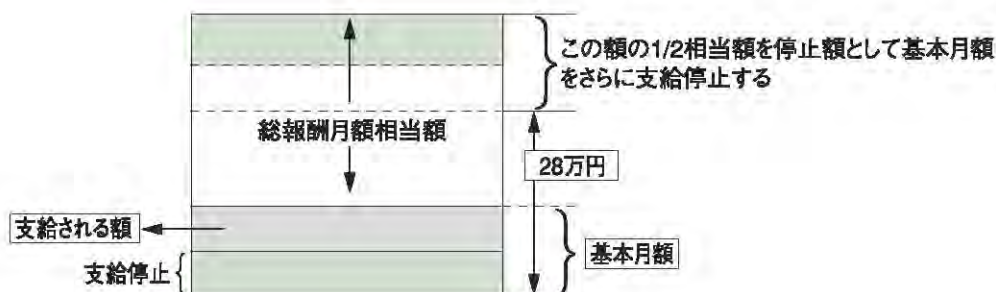 この額の1/2相当額を停止額として基本月額
をさらに支給停止する
総報酬月額相当額
28万円
支給される額
基本月額
支給停止